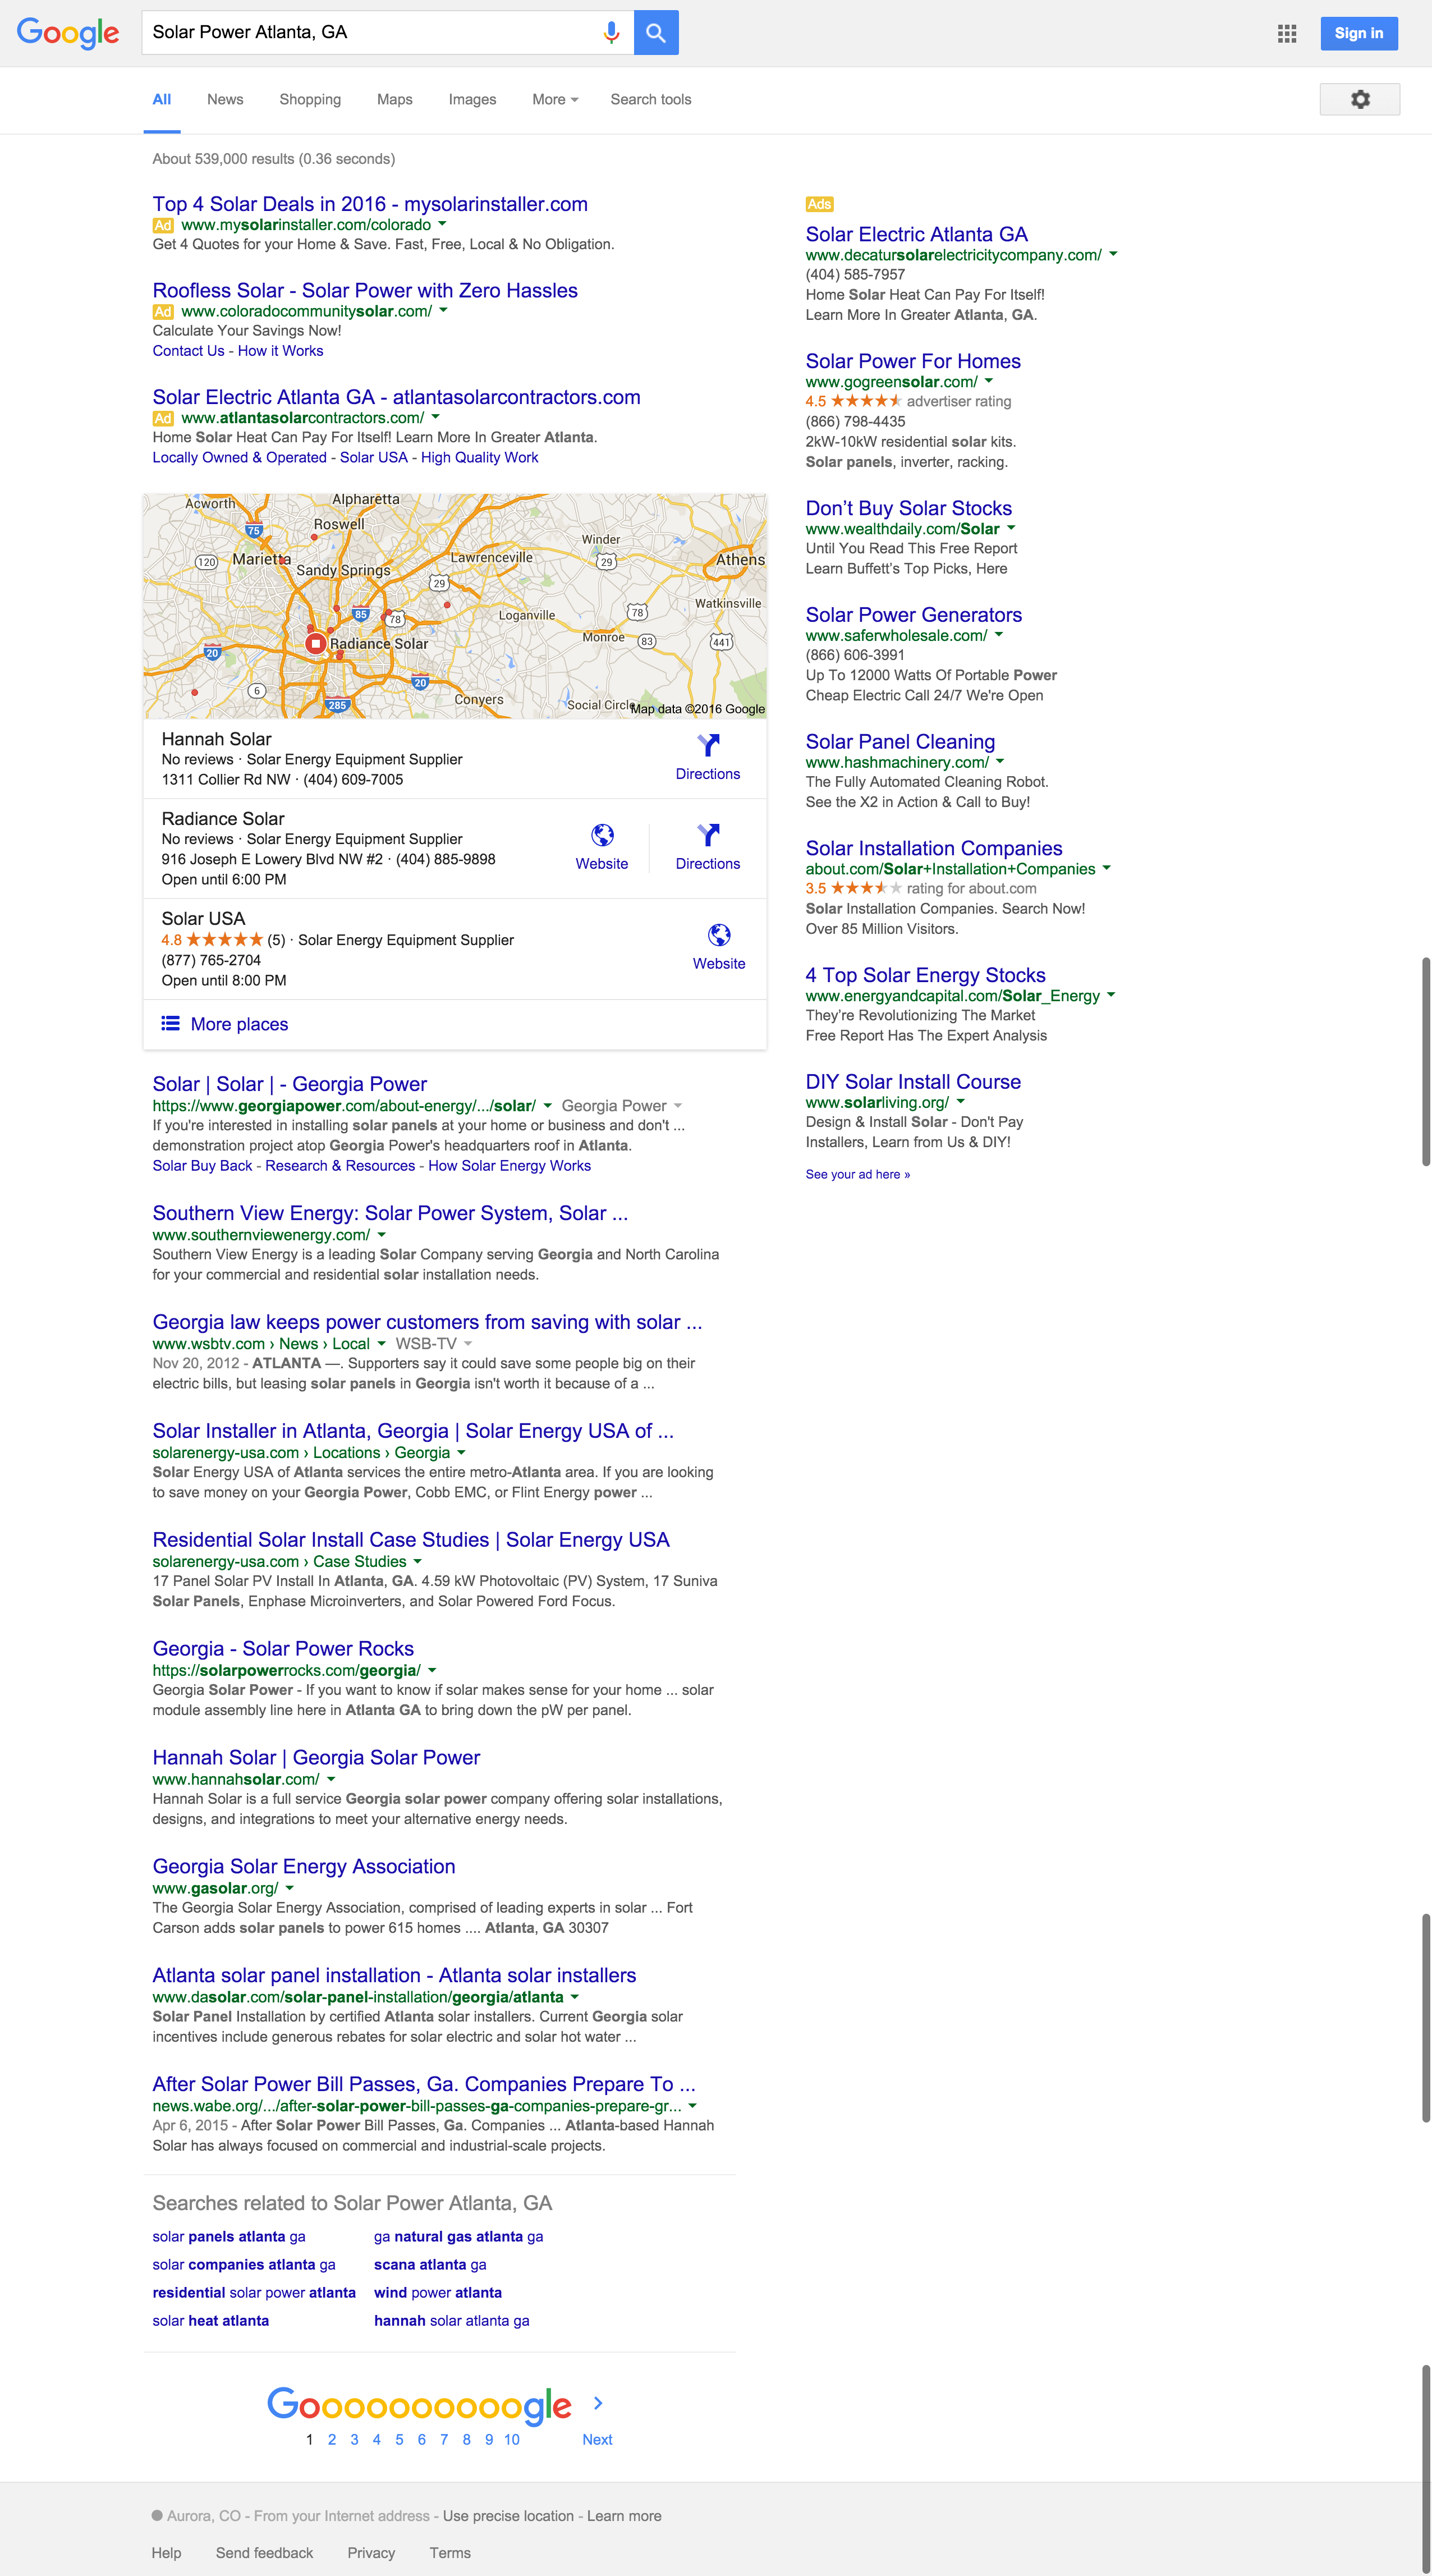 Google
Solar Power Atlanta, GA
Sign in
All News Shopping Maps Images More Search tools
About 539,000 results (0.36 seconds)
Top 4 Solar Deals in 2016 - mysolarinstaller.com
Ad www.mysolarinstaller.com/colorado
Get 4 Quotes for your Home & Save. Fast, Free, Local & No Obligation.
Roofless Solar - Solar Power with Zero Hassles
Ad www.coloradocommunitysolar.com/
Calculate Your Savings Now!
Contact Us - How it Works
Solar Electric Atlanta GA - atlantasolarcontractors.com
Ad www.atlantasolarcontractors.com/
Home Solar Heat Can Pay For Itself! Learn More In Greater Atlanta.
Locally Owned & Operated - Solar USA - High Quality Work
Acworth
Alpharetta
75
Roswell
Winder
120
Marietta
Sandy Springs
Lawrenceville
29
Athens
29
Watkinsville
85
78
Loganville
78
Monroe
83
441
20
Radiance Solar
6
20
285
Conyers
Social Circle
Map data ©2016 Google
Hannah Solar
No reviews · Solar Energy Equipment Supplier
1311 Collier Rd NW · (404) 609-7005
Directions
Radiance Solar
No reviews · Solar Energy Equipment Supplier
916 Joseph E Lowery Blvd NW #2 · (404) 885-9898
Open until 6:00 PM
Website
Directions
Solar USA
4.8 ★★★★★ (5) · Solar Energy Equipment Supplier
(877) 765-2704
Open until 8:00 PM
Website
More places
Solar | Solar | - Georgia Power
https://www.georgiapower.com/about-energy/.../solar/ Georgia Power
If you're interested in installing solar panels at your home or business and don't ...
demonstration project atop Georgia Power's headquarters roof in Atlanta.
Solar Buy Back - Research & Resources - How Solar Energy Works
Southern View Energy: Solar Power System, Solar ...
www.southernviewenergy.com/
Southern View Energy is a leading Solar Company serving Georgia and North Carolina
for your commercial and residential solar installation needs.
Georgia law keeps power customers from saving with solar ...
www.wsbtv.com › News › Local WSB-TV
Nov 20, 2012 - ATLANTA —. Supporters say it could save some people big on their
electric bills, but leasing solar panels in Georgia isn't worth it because of a ...
Solar Installer in Atlanta, Georgia | Solar Energy USA of ...
solarenergy-usa.com › Locations › Georgia
Solar Energy USA of Atlanta services the entire metro-Atlanta area. If you are looking
to save money on your Georgia Power, Cobb EMC, or Flint Energy power ...
Residential Solar Install Case Studies | Solar Energy USA
solarenergy-usa.com › Case Studies
17 Panel Solar PV Install In Atlanta, GA. 4.59 kW Photovoltaic (PV) System, 17 Suniva
Solar Panels, Enphase Microinverters, and Solar Powered Ford Focus.
Georgia - Solar Power Rocks
https://solarpowerrocks.com/georgia/
Georgia Solar Power - If you want to know if solar makes sense for your home ... solar
module assembly line here in Atlanta GA to bring down the pW per panel.
Hannah Solar | Georgia Solar Power
www.hannahsolar.com/
Hannah Solar is a full service Georgia solar power company offering solar installations,
designs, and integrations to meet your alternative energy needs.
Georgia Solar Energy Association
www.gasolar.org/
The Georgia Solar Energy Association, comprised of leading experts in solar ... Fort
Carson adds solar panels to power 615 homes .... Atlanta, GA 30307
Atlanta solar panel installation - Atlanta solar installers
www.dasolar.com/solar-panel-installation/georgia/atlanta
Solar Panel Installation by certified Atlanta solar installers. Current Georgia solar
incentives include generous rebates for solar electric and solar hot water ...
After Solar Power Bill Passes, Ga. Companies Prepare To ...
news.wabe.org/.../after-solar-power-bill-passes-ga-companies-prepare-gr...
Apr 6, 2015 - After Solar Power Bill Passes, Ga. Companies ... Atlanta-based Hannah
Solar has always focused on commercial and industrial-scale projects.
Ads
Solar Electric Atlanta GA
www.decatursolarelectricitycompany.com/
(404) 585-7957
Home Solar Heat Can Pay For Itself!
Learn More In Greater Atlanta, GA.
Solar Power For Homes
www.gogreensolar.com/
4.5 ★★★★★ advertiser rating
(866) 798-4435
2kW-10kW residential solar kits.
Solar panels, inverter, racking.
Don't Buy Solar Stocks
www.wealthdaily.com/Solar
Until You Read This Free Report
Learn Buffett's Top Picks, Here
Solar Power Generators
www.saferwholesale.com/
(866) 606-3991
Up To 12000 Watts Of Portable Power
Cheap Electric Call 24/7 We're Open
Solar Panel Cleaning
www.hashmachinery.com/
The Fully Automated Cleaning Robot.
See the X2 in Action & Call to Buy!
Solar Installation Companies
about.com/Solar+Installation+Companies
3.5 ★★★★★ rating for about.com
Solar Installation Companies. Search Now!
Over 85 Million Visitors.
4 Top Solar Energy Stocks
www.energyandcapital.com/Solar_Energy
They're Revolutionizing The Market
Free Report Has The Expert Analysis
DIY Solar Install Course
www.solarliving.org/
Design & Install Solar - Don't Pay
Installers, Learn from Us & DIY!
See your ad here »
Searches related to Solar Power Atlanta, GA
solar panels atlanta ga
solar companies atlanta ga
residential solar power atlanta
solar heat atlanta
ga natural gas atlanta ga
scana atlanta ga
wind power atlanta
hannah solar atlanta ga
Goooooooooogle
1 2 3 4 5 6 7 8 9 10 Next
Aurora, CO - From your Internet address - Use precise location - Learn more
Help Send feedback Privacy Terms